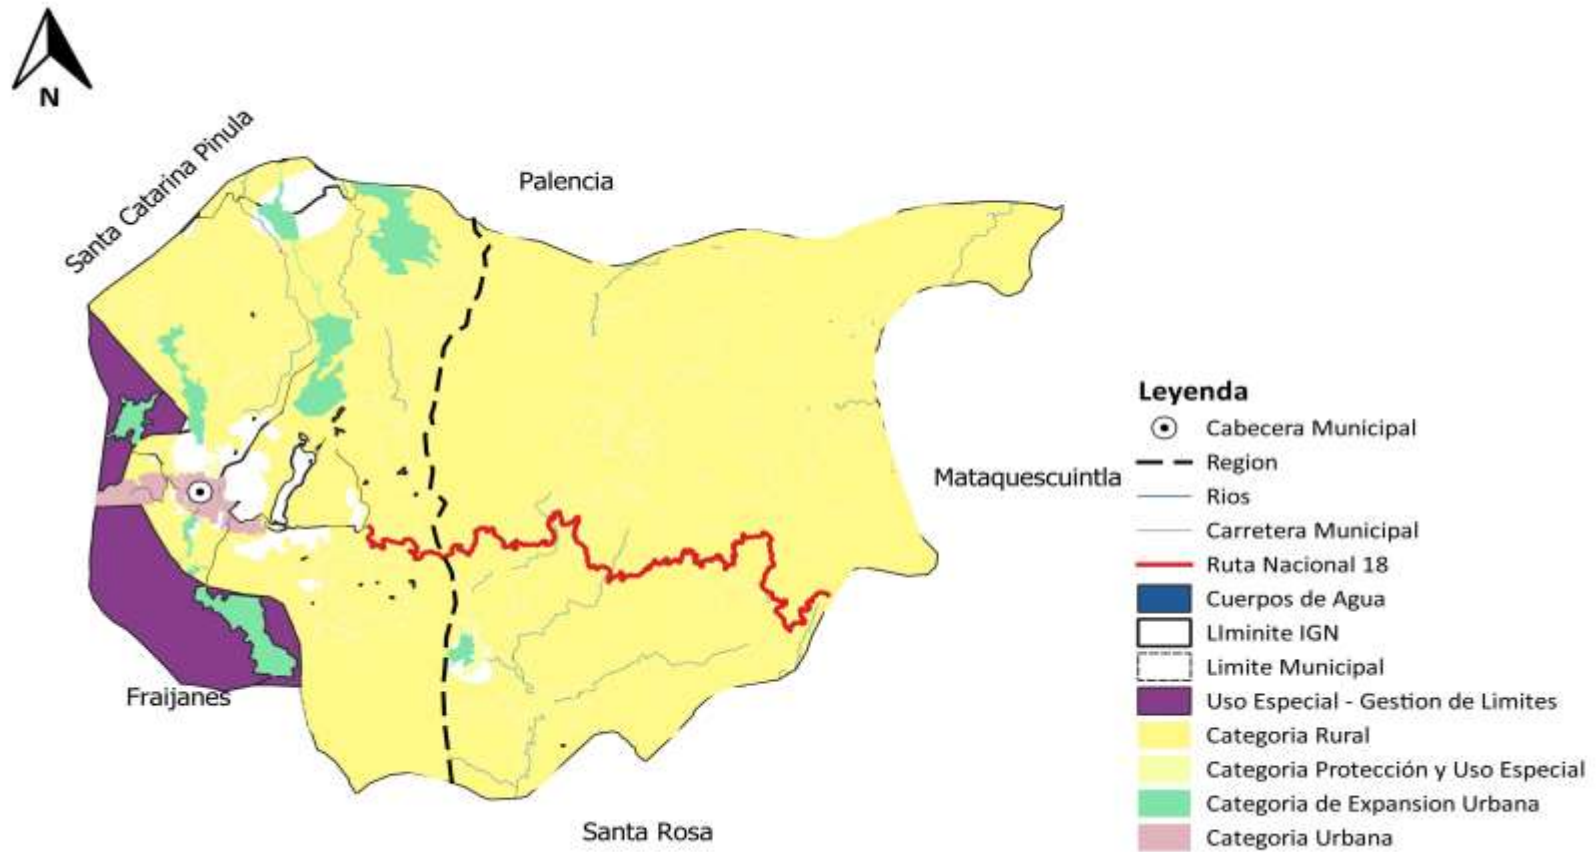 N
Santa Catarina Pinula
Palencia
Mataquescuintla
Fraijanes
Santa Rosa
Leyenda
Cabecera Municipal
Region
Rios
Carretera Municipal
Ruta Nacional 18
Cuerpos de Agua
LIminite IGN
Limite Municipal
Uso Especial - Gestion de Limites
Categoria Rural
Categoria Protección y Uso Especial
Categoria de Expansion Urbana
Categoria Urbana